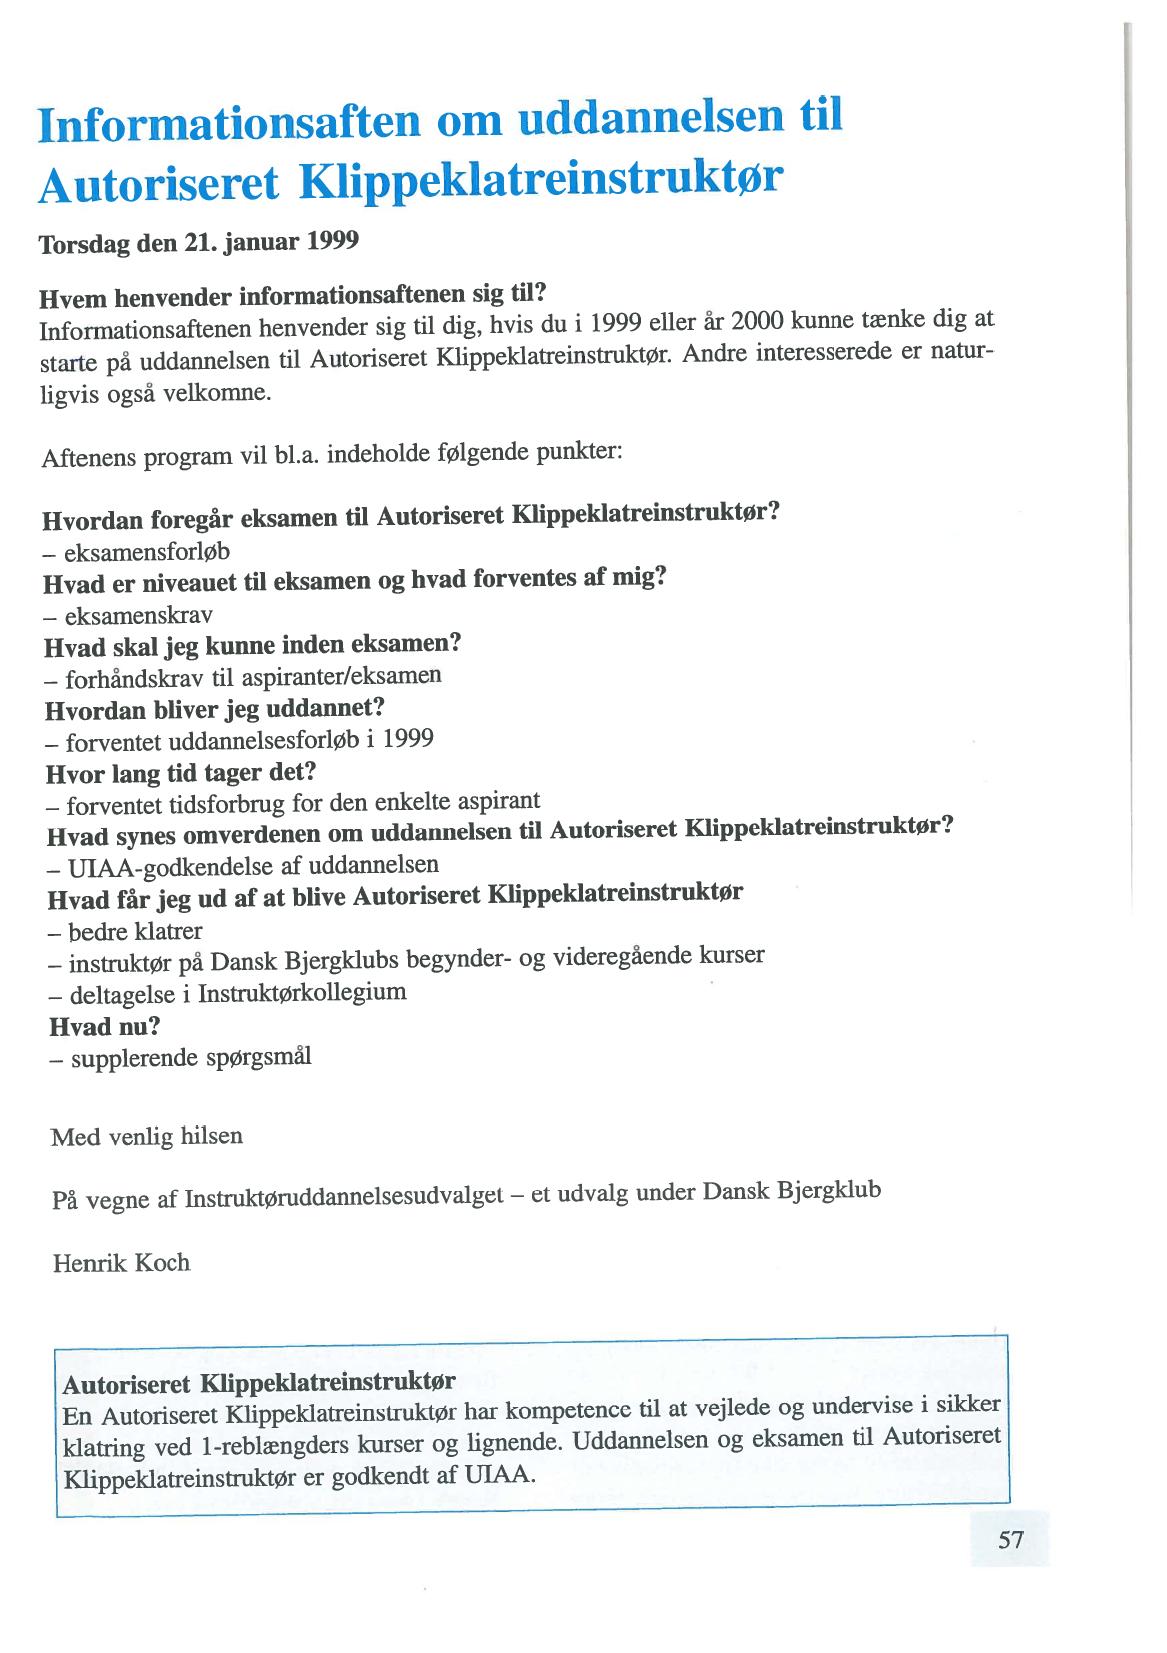 Informationsaften om uddannelsen til
Autoriseret Klippeklatreinstruktør
Torsdag den 21. januar 1999
Hvem henvender informationsaftenen sig til?
Informationsaftenen henvender sig til dig, hvis du i 1999 eller år 2000 kunne tænke dig at
starte på uddannelsen til Autoriseret Klippeklatreinstruktør. Andre interesserede er natur-
ligvis også velkomne.
Aftenens program vil bl.a. indeholde følgende punkter:
Hvordan foregår eksamen til Autoriseret Klippeklatreinstruktør?
– eksamensforløb
Hvad er niveauet til eksamen og hvad forventes af mig?
– eksamenskrav
Hvad skal jeg kunne inden eksamen?
– forhåndskrav til aspiranter/eksamen
Hvordan bliver jeg uddannet?
– forventet uddannelsesforløb i 1999
Hvor lang tid tager det?
– forventet tidsforbrug for den enkelte aspirant
Hvad synes omverdenen om uddannelsen til Autoriseret Klippeklatreinstruktør?
– UIAA-godkendelse af uddannelsen
Hvad får jeg ud af at blive Autoriseret Klippeklatreinstruktør
– bedre klatrer
– instruktør på Dansk Bjergklubs begynder- og videregående kurser
– deltagelse i Instruktørkollegium
Hvad nu?
– supplerende spørgsmål
Med venlig hilsen
På vegne af Instruktøruddannelsesudvalget – et udvalg under Dansk Bjergklub
Henrik Koch
Autoriseret Klippeklatreinstruktør
En Autoriseret Klippeklatreinstruktør har kompetence til at vejlede og undervise i sikker
klatring ved 1-reblængders kurser og lignende. Uddannelsen og eksamen til Autoriseret
Klippeklatreinstruktør er godkendt af UIAA.
57